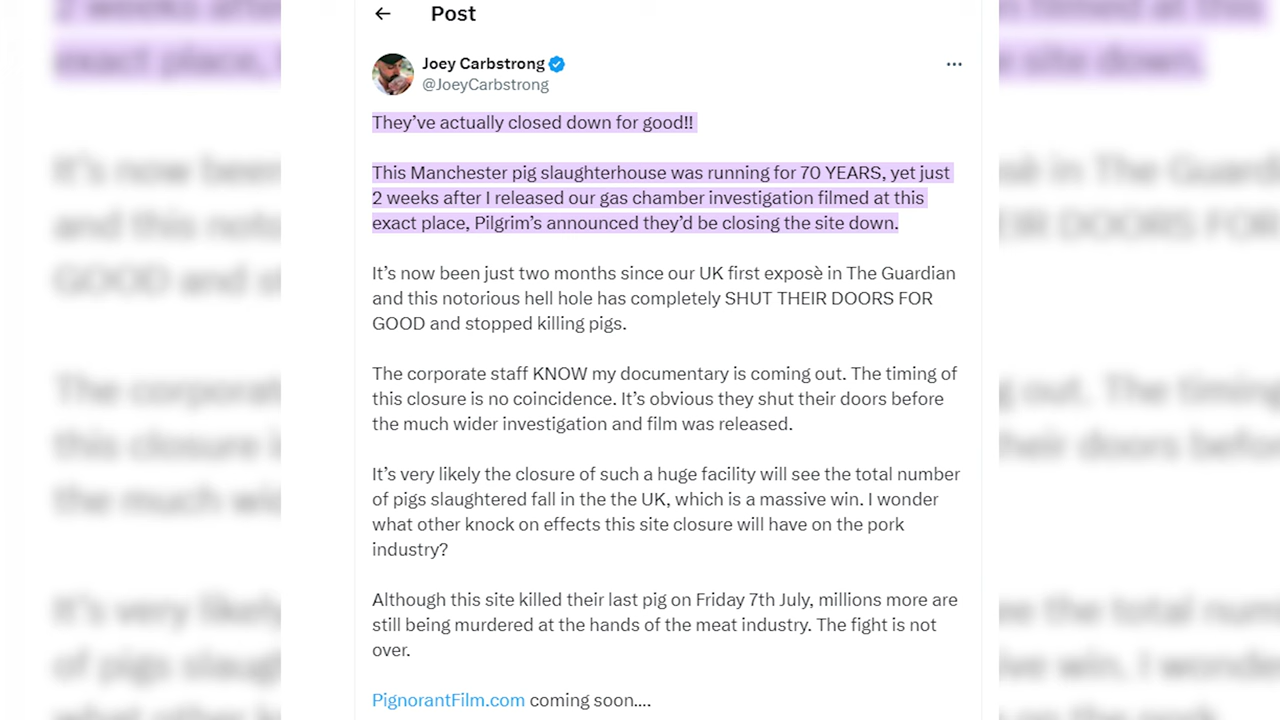 Post
Joey Carbstrong
@JoeyCarbstrong
They’ve actually closed down for good!!
This Manchester pig slaughterhouse was running for 70 YEARS, yet just
2 weeks after I released our gas chamber investigation filmed at this
exact place, Pilgrim’s announced they’d be closing the site down.
It’s now been just two months since our UK first exposè in The Guardian
and this notorious hell hole has completely SHUT THEIR DOORS FOR
GOOD and stopped killing pigs.
The corporate staff KNOW my documentary is coming out. The timing of
this closure is no coincidence. It’s obvious they shut their doors before
the much wider investigation and film was released.
It’s very likely the closure of such a huge facility will see the total number
of pigs slaughtered fall in the the UK, which is a massive win. I wonder
what other knock on effects this site closure will have on the pork
industry?
Although this site killed their last pig on Friday 7th July, millions more are
still being murdered at the hands of the meat industry. The fight is not
over.
PignorantFilm.com coming soon....